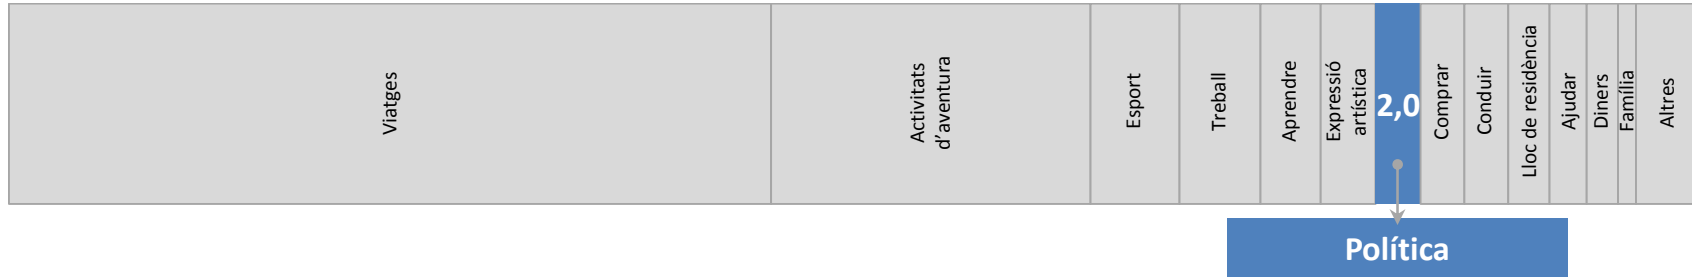 Viatges
Activitats
d'aventura
Esport
Treball
Aprendre
Expressió
artística
2,0
Comprar
Conduir
Lloc de residència
Ajudar
Diners
Família
Altres
Política